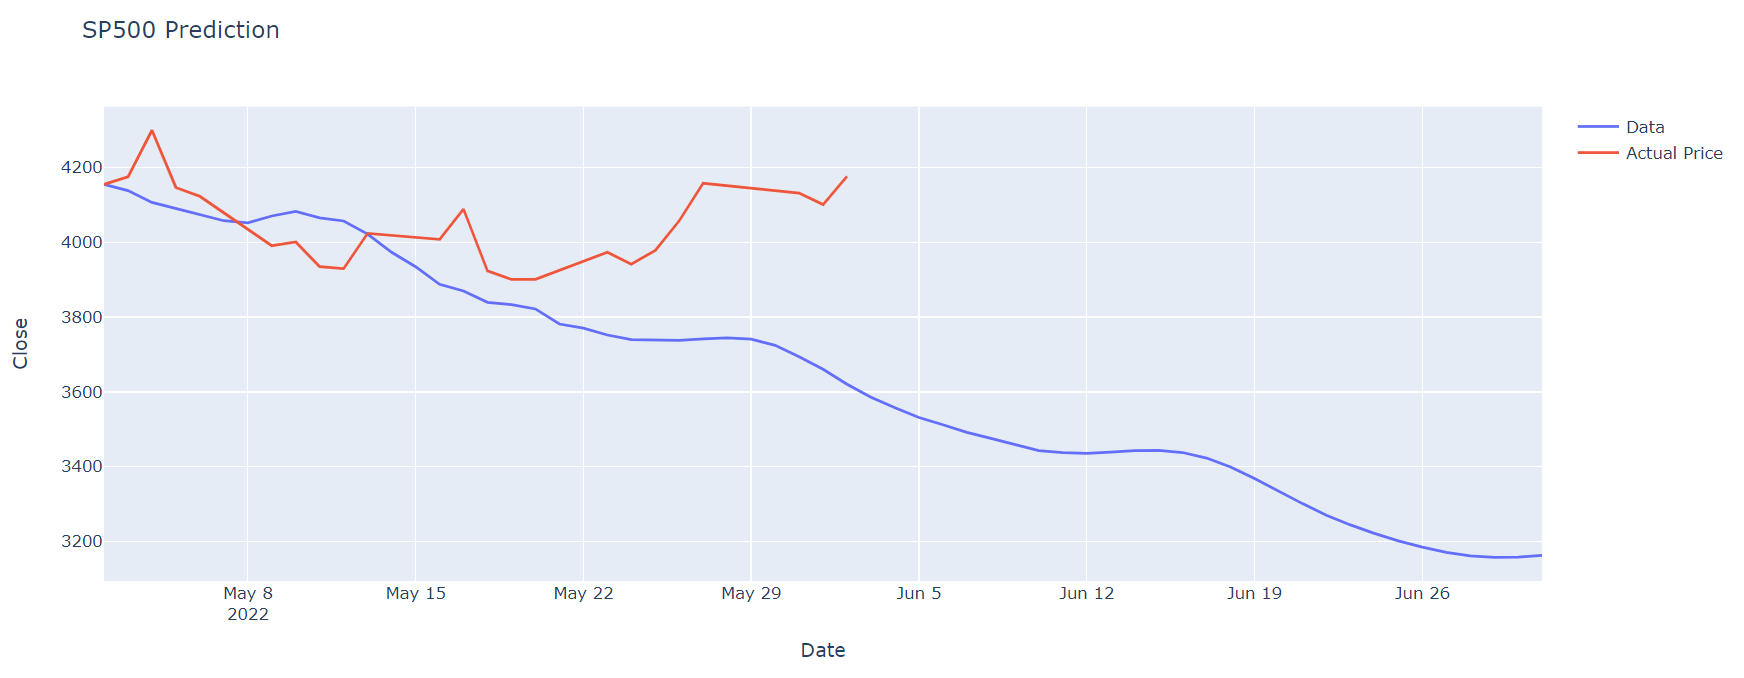 SP500 Prediction
Data
Actual Price
4200
4000
3800
3600
3400
3200
Close
May 8
2022
May 15
May 22
May 29
Jun 5
Jun 12
Jun 19
Jun 26
Date